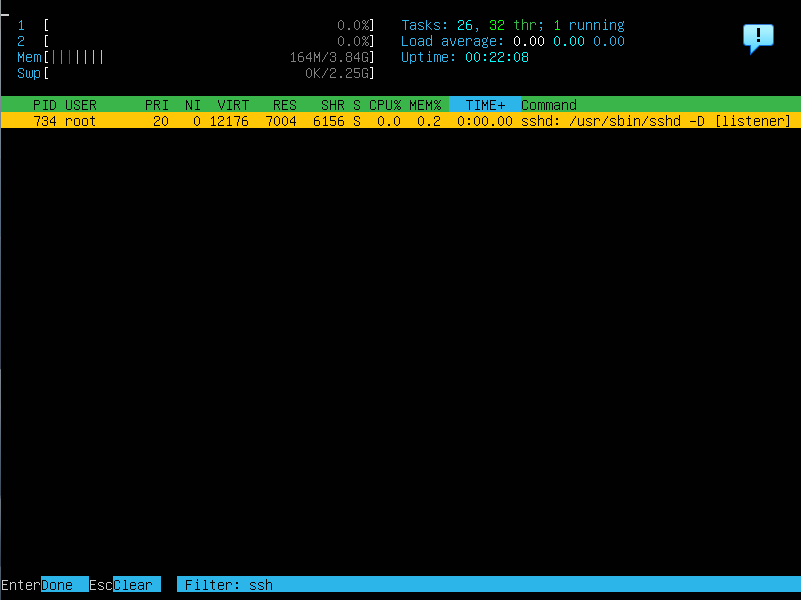 1 [ 0.0%] Tasks: 26, 32 thr; 1 running
2 [ 0.0%] Load average: 0.00 0.00 0.00
Mem[||||||| 164M/3.84G] Uptime: 00:22:08
Swp[ 0K/2.25G]
PID USER PRI NI VIRT RES SHR S CPU% MEM% TIME+ Command
734 root 20 0 12176 7004 6156 S 0.0 0.2 0:00.00 sshd: /usr/sbin/sshd -D [listener]
EnterDone EscClear Filter: ssh